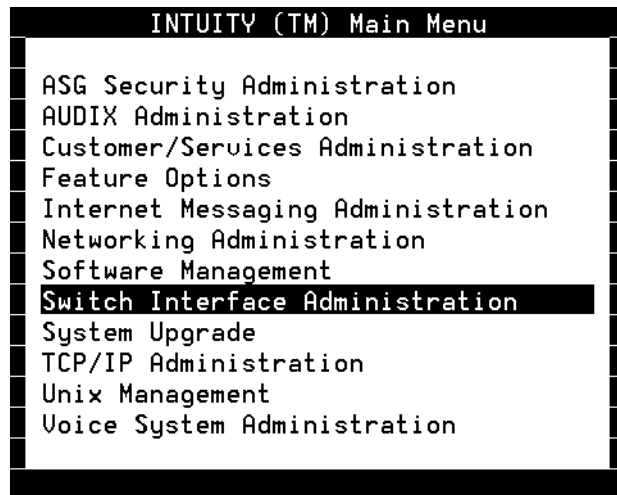 INTUITY (TM) Main Menu
ASG Security Administration
AUDIX Administration
Customer/Services Administration
Feature Options
Internet Messaging Administration
Networking Administration
Software Management
Switch Interface Administration
System Upgrade
TCP/IP Administration
Unix Management
Voice System Administration